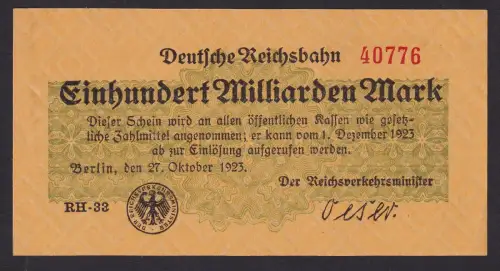 Deutsche Reichsbahn 40776
Einhundert Milliarden Mark
Dieser Schein wird an allen öffentlichen Kassen wie gesetz-
liche Zahlmittel angenommen; er kann vom 1. Dezember 1923
ab zur Einlösung aufgerufen werden.
Berlin, den 27. Oktober 1923.
Der Reichsverkehrsminister
RH-33
Oeser.